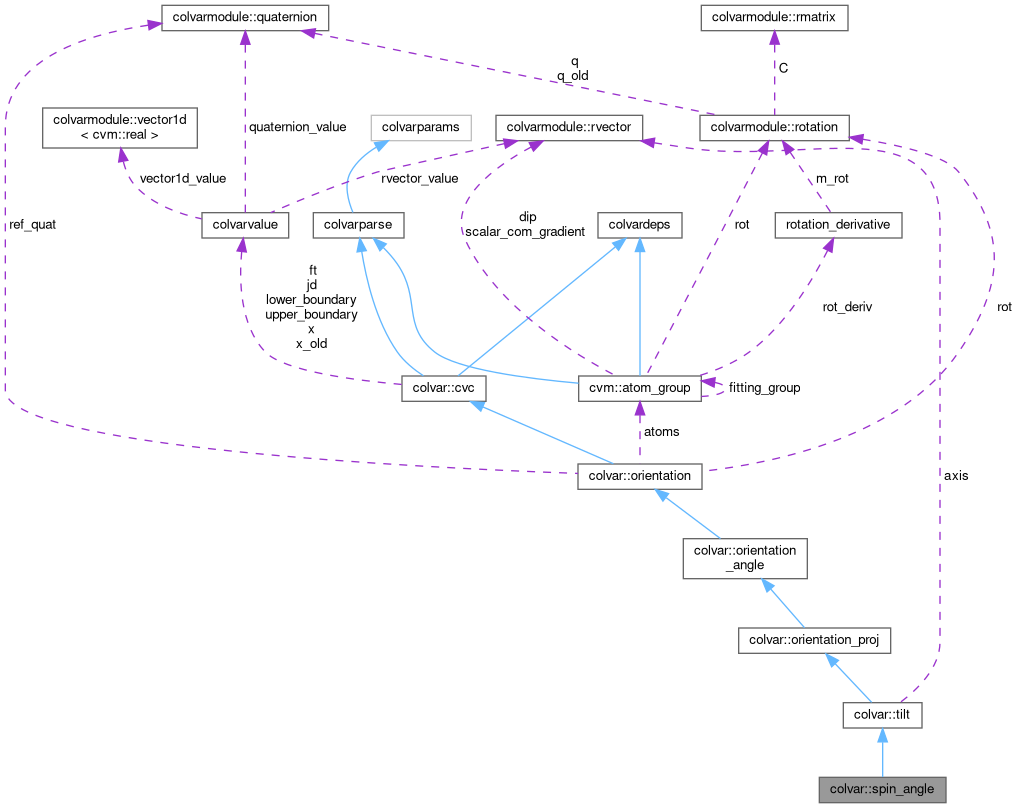 colvarmodule::quaternion
colvarmodule::rmatrix
q
q_old
C
colvarmodule::vector1d
< cvm::real >
quaternion_value
colvarparams
colvarmodule::rvector
colvarmodule::rotation
vector1d_value
rvector_value
m_rot
ref_quat
colvarvalue
colvarparse
dip
scalar_com_gradient
colvardeps
rot
rotation_derivative
ft
jd
lower_boundary
upper_boundary
x
x_old
rot_deriv
rot
colvar::cvc
cvm::atom_group
fitting_group
atoms
colvar::orientation
axis
colvar::orientation
_angle
colvar::orientation_proj
colvar::tilt
colvar::spin_angle